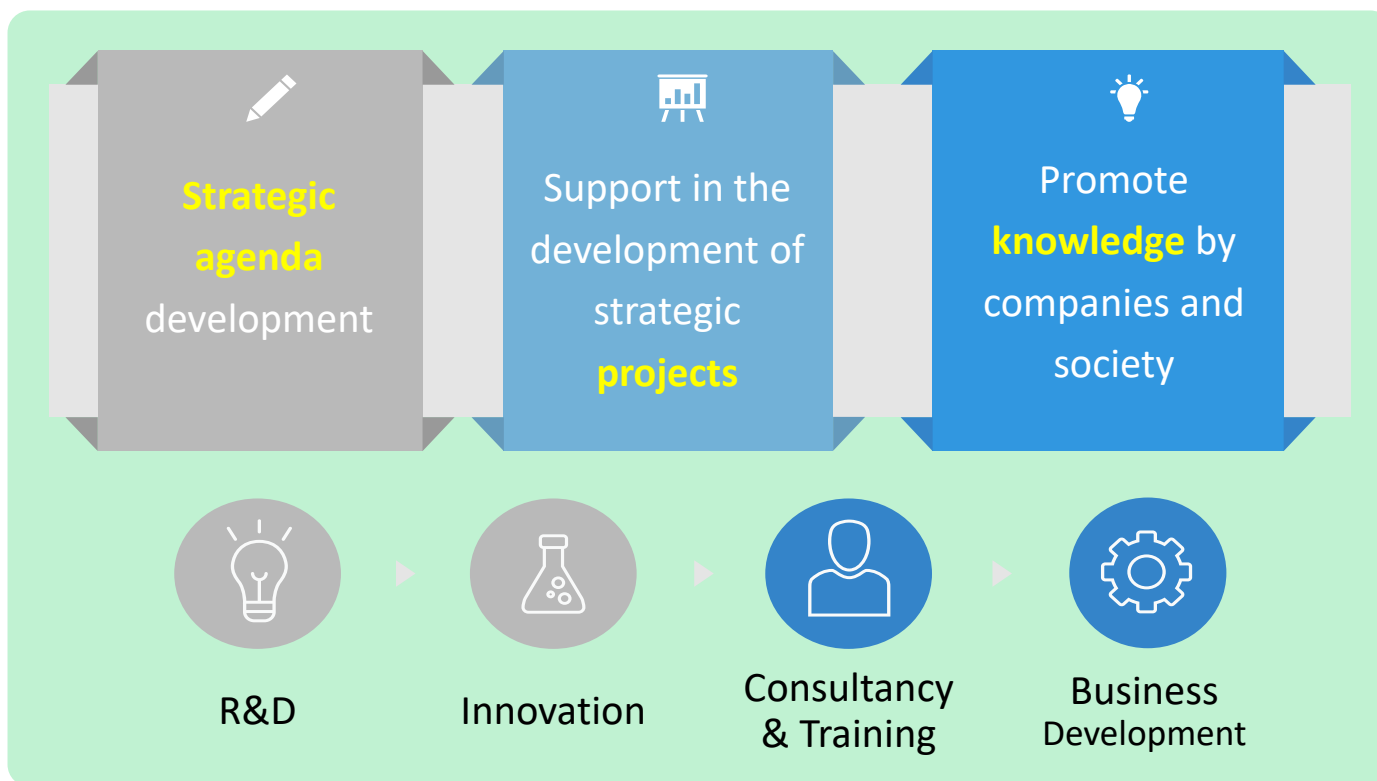 Strategic
agenda
development
Support in the
development of
strategic
projects
Promote
knowledge by
companies and
society
R&D
Innovation
Consultancy
& Training
Business
Development